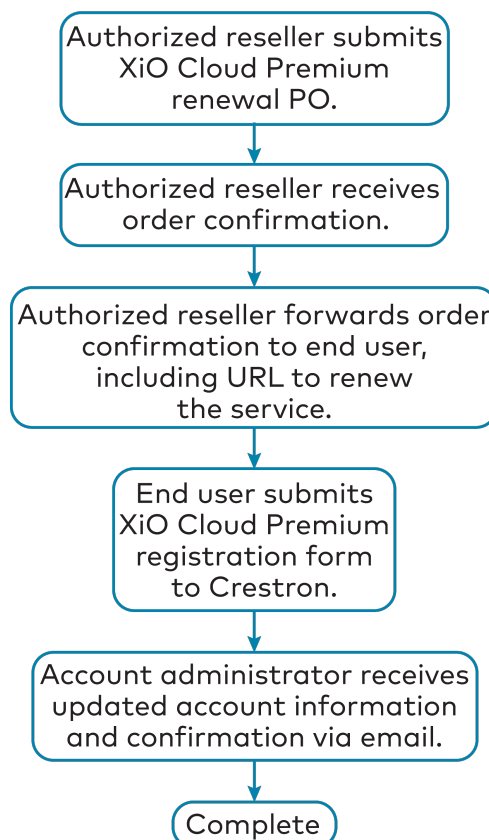 Authorized reseller submits
XiO Cloud Premium
renewal PO.
Authorized reseller receives
order confirmation.
Authorized reseller forwards order
confirmation to end user,
including URL to renew
the service.
End user submits
XiO Cloud Premium
registration form
to Crestron.
Account administrator receives
updated account information
and confirmation via email.
Complete